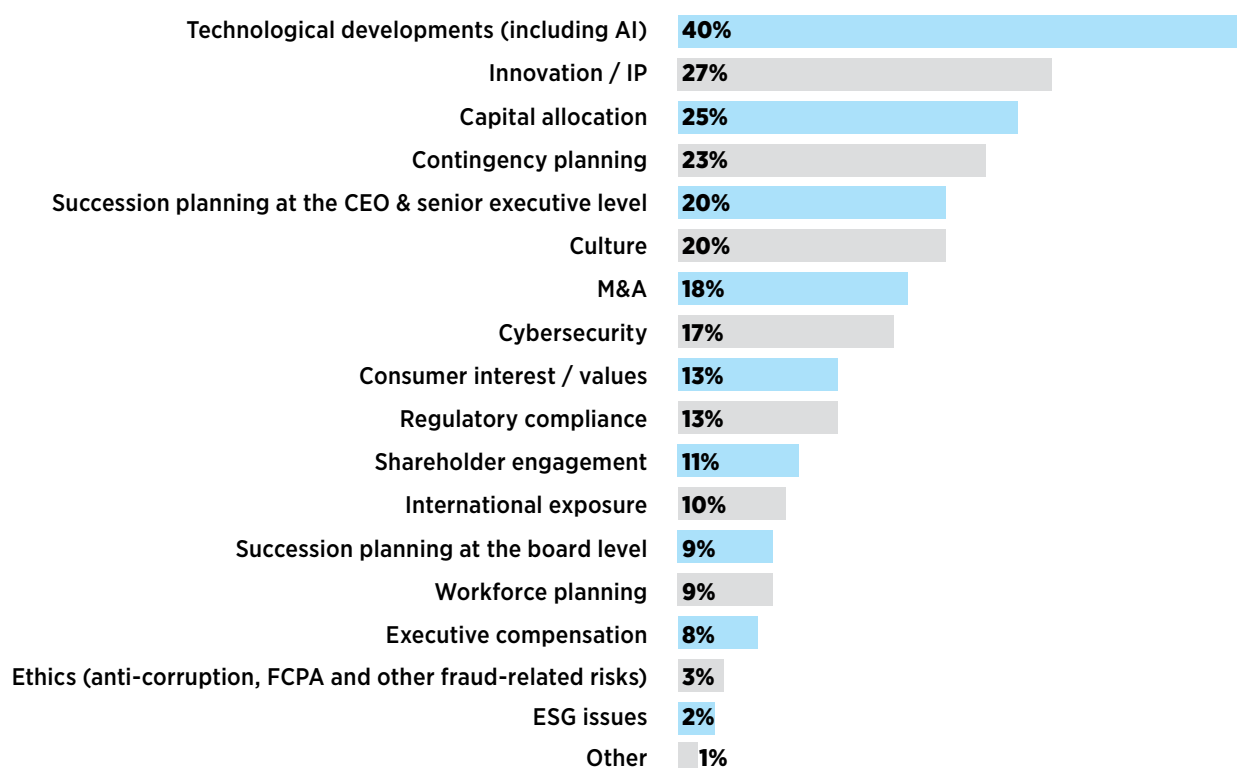 Technological developments (including AI) 40%
Innovation / IP 27%
Capital allocation 25%
Contingency planning 23%
Succession planning at the CEO & senior executive level 20%
Culture 20%
M&A 18%
Cybersecurity 17%
Consumer interest / values 13%
Regulatory compliance 13%
Shareholder engagement 11%
International exposure 10%
Succession planning at the board level 9%
Workforce planning 9%
Executive compensation 8%
Ethics (anti-corruption, FCPA and other fraud-related risks) 3%
ESG issues 2%
Other 1%